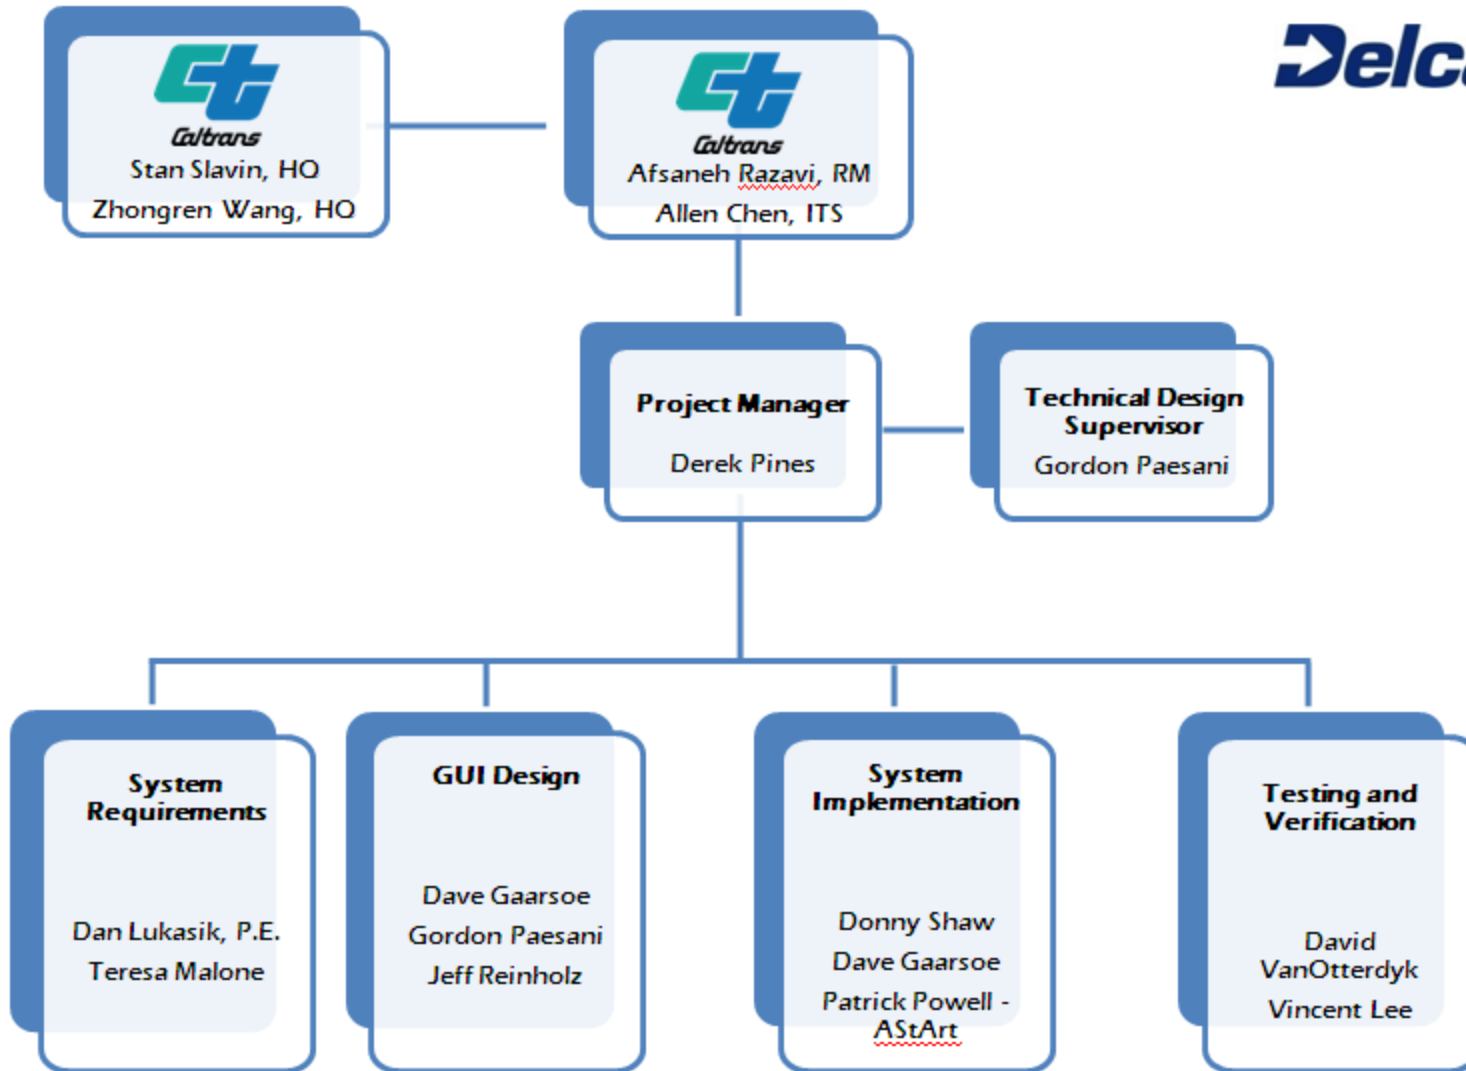 Caltrans
Stan Slavin, HQ
Zhongren Wang, HQ
Caltrans
Afsaneh Razavi, RM
Allen Chen, ITS
Delc
Project Manager
Derek Pines
Technical Design
Supervisor
Gordon Paesani
System
Requirements
Dan Lukasik, P.E.
Teresa Malone
GUI Design
Dave Gaarsoe
Gordon Paesani
Jeff Reinholz
System
Implementation
Donny Shaw
Dave Gaarsoe
Patrick Powell -
AStArt
Testing and
Verification
David
VanOtterdyk
Vincent Lee